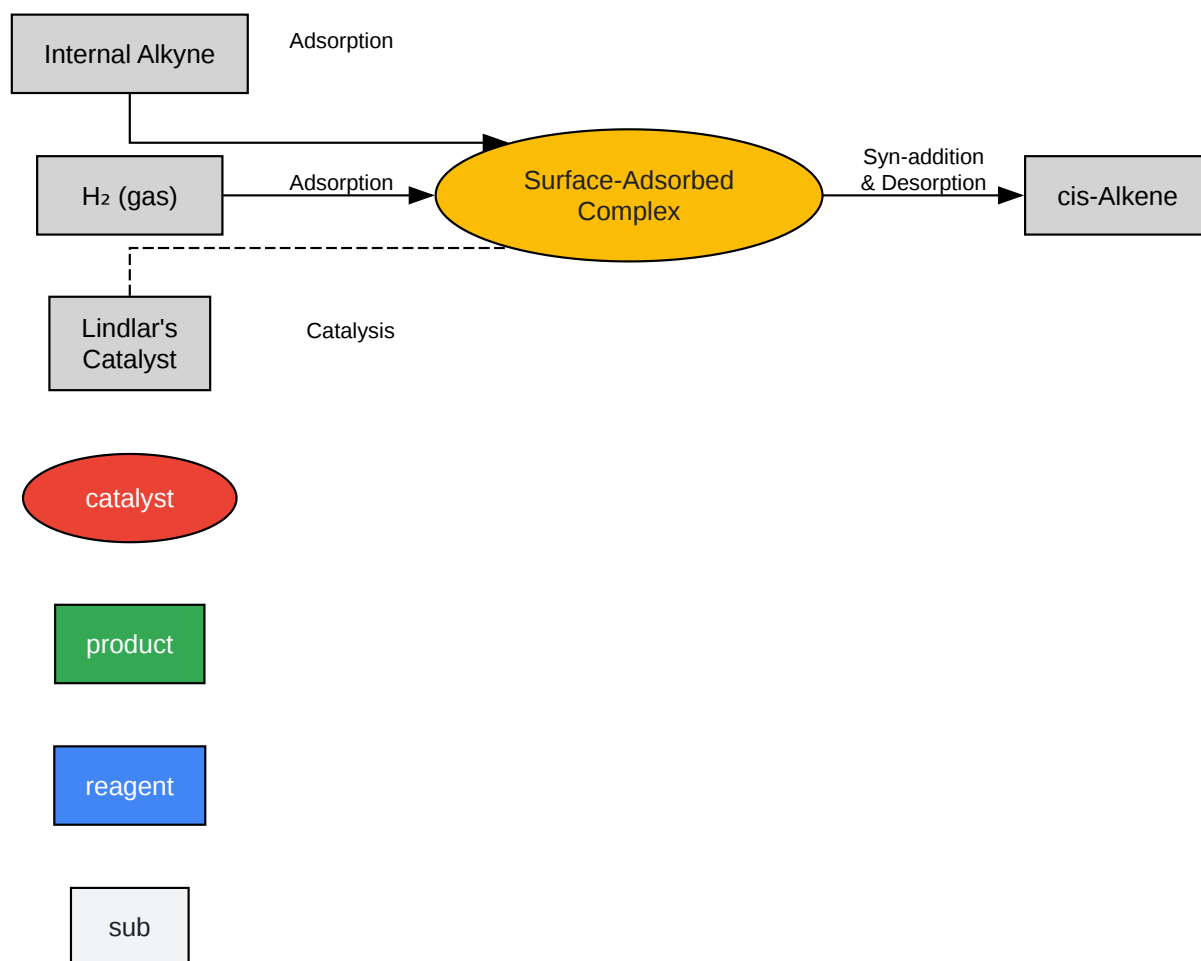 Internal Alkyne
Adsorption
H₂ (gas)
Adsorption
Surface-Adsorbed
Complex
Syn-addition
& Desorption
cis-Alkene
Lindlar's
Catalyst
Catalysis
catalyst
product
reagent
sub